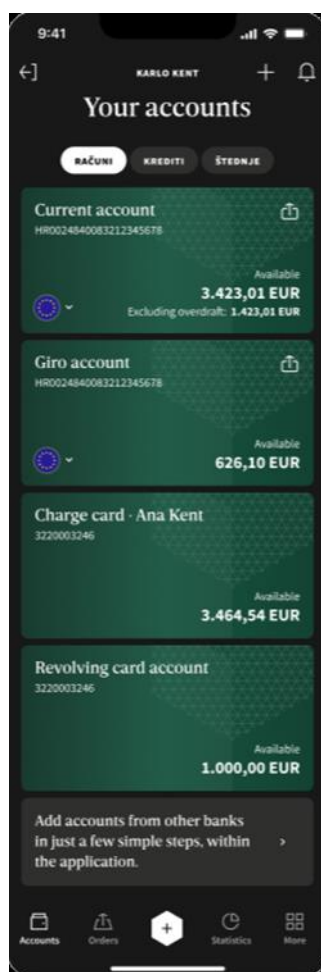 9:41
KARLO KENT
Your accounts
RAČUNI KREDITI ŠTEDNJE
Current account
HR0024840083212345678
Available
3.423,01 EUR
Excluding overdraft: 1.423,01 EUR
Giro account
HR0024840083212345678
Available
626,10 EUR
Charge card · Ana Kent
3220003246
Available
3.464,54 EUR
Revolving card account
3220003246
Available
1.000,00 EUR
Add accounts from other banks
in just a few simple steps, within
the application.
Accounts Orders Statistics More